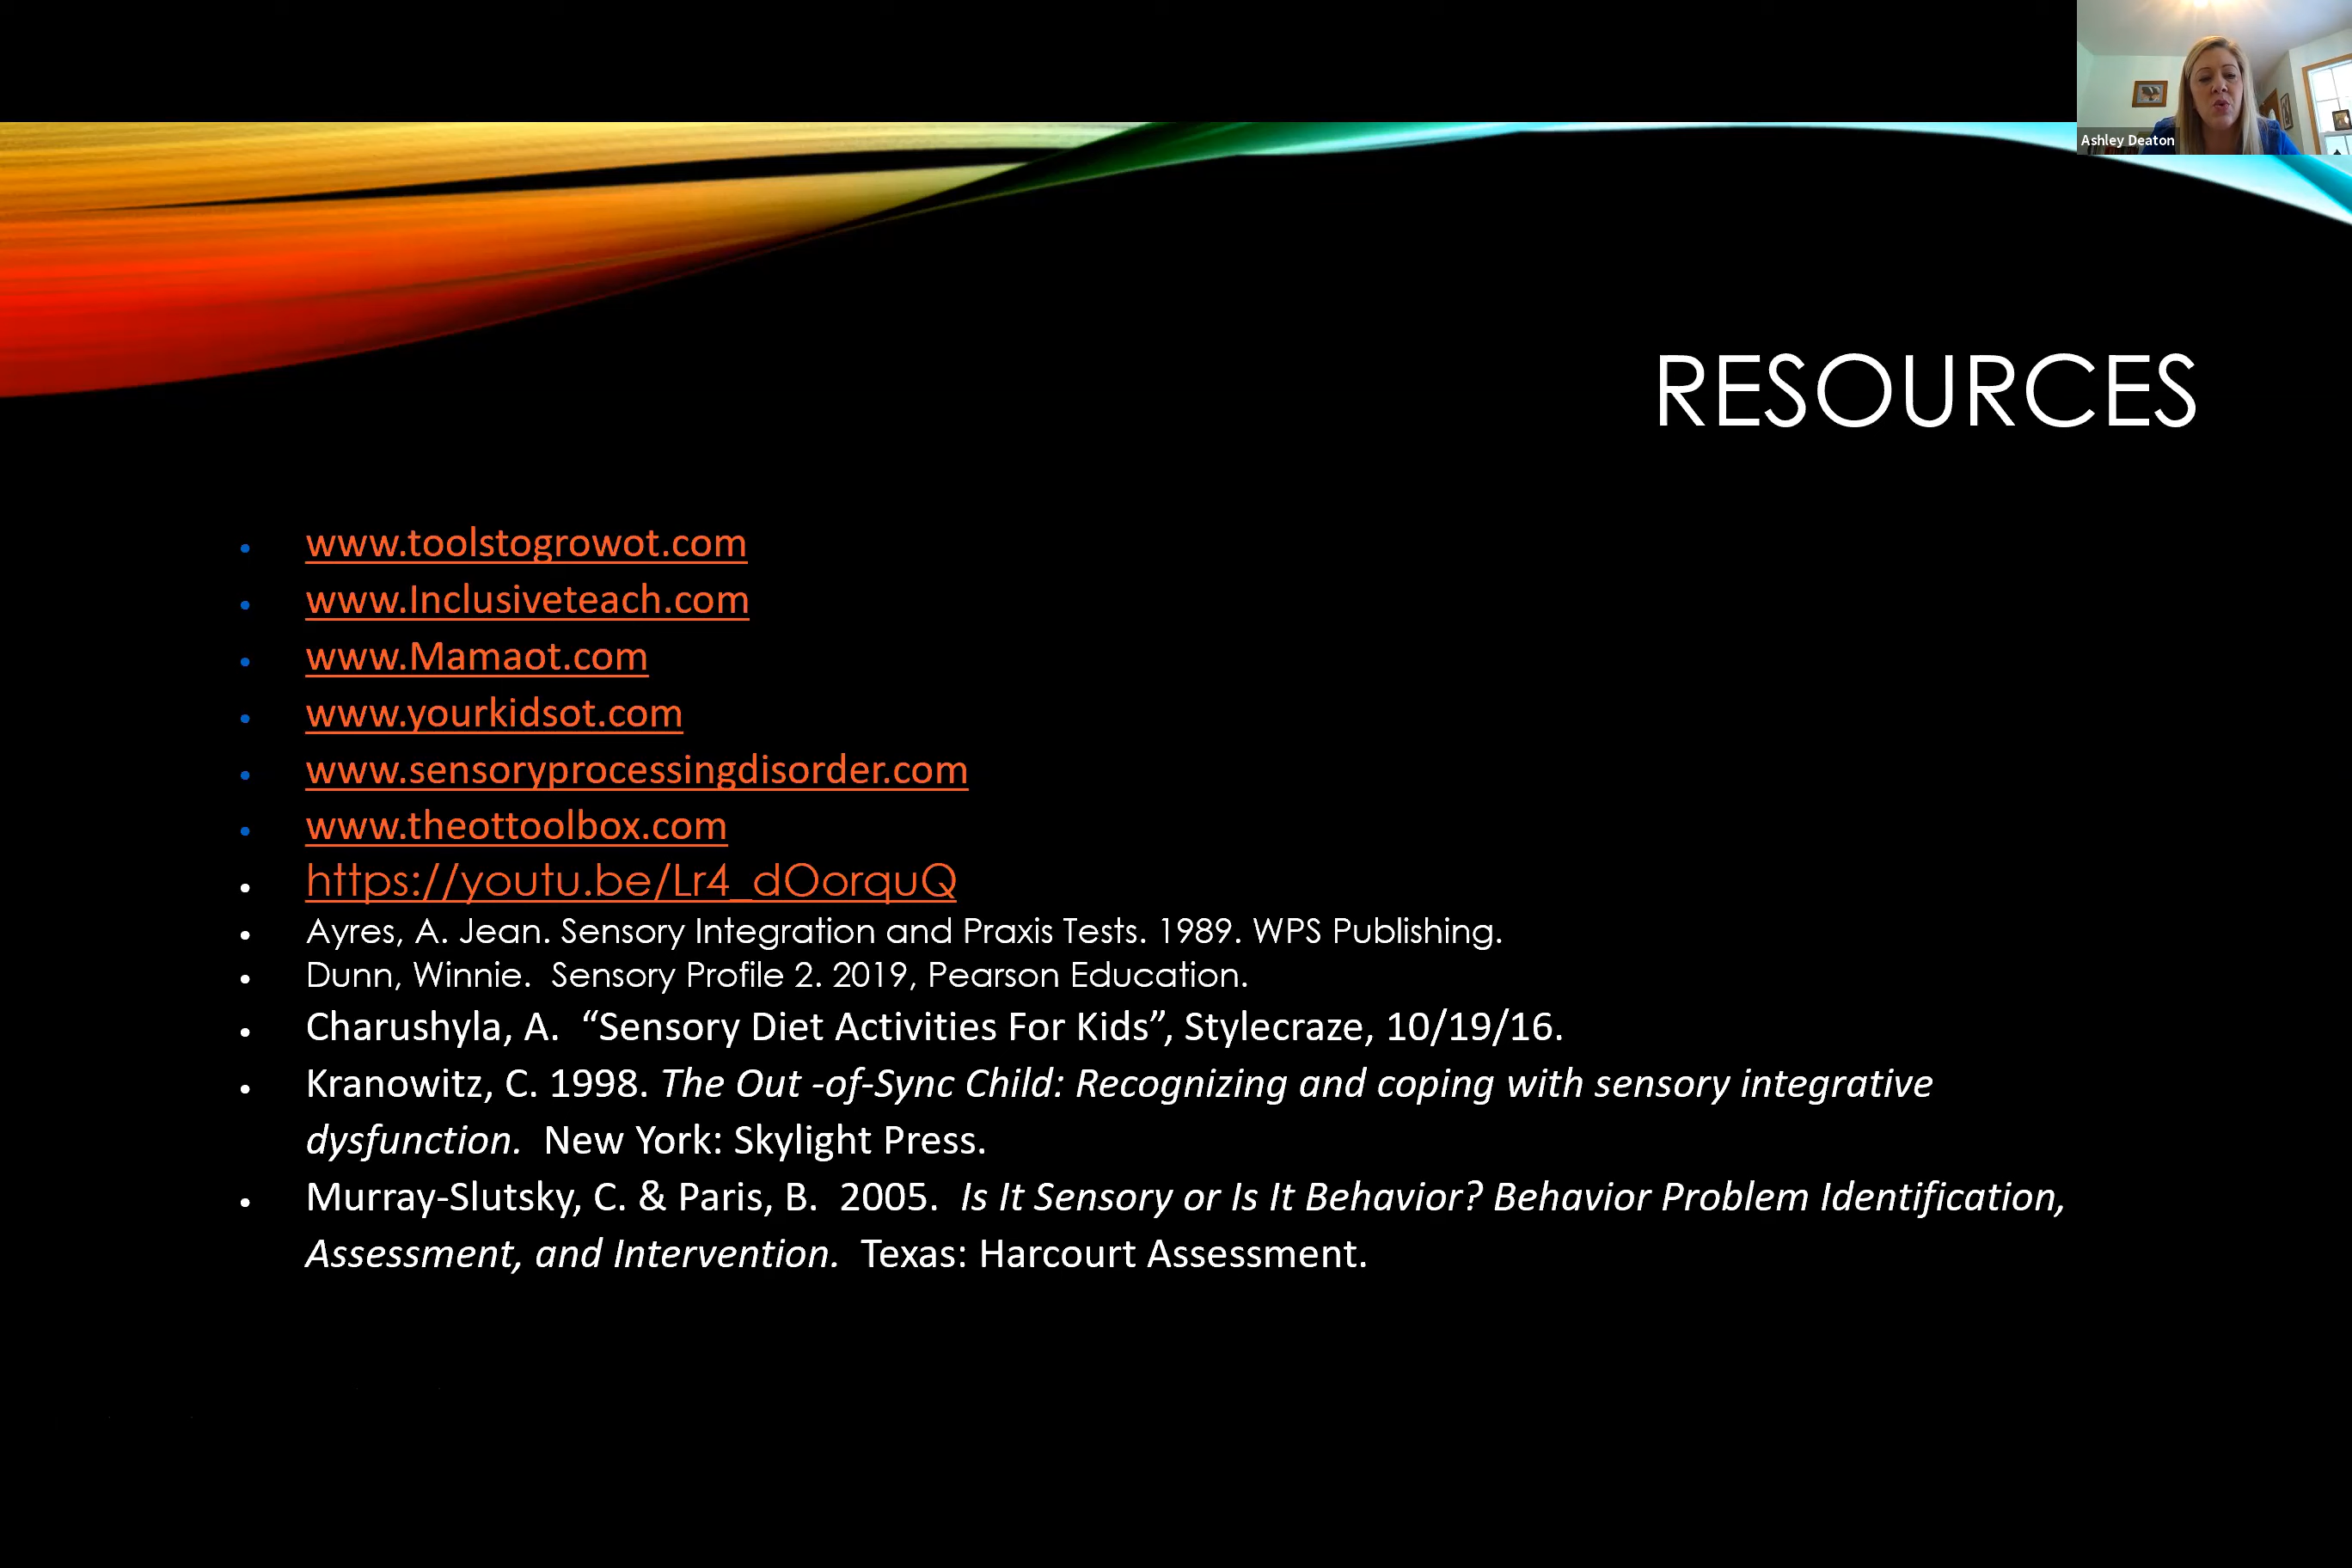 Ashley Deaton
RESOURCES
• www.toolstogrowot.com
• www.Inclusiveteach.com
• www.Mamaot.com
• www.yourkidsot.com
• www.sensoryprocessingdisorder.com
• www.theottoolbox.com
• https://youtu.be/Lr4_dOorquQ
• Ayres, A. Jean. Sensory Integration and Praxis Tests. 1989. WPS Publishing.
• Dunn, Winnie.  Sensory Profile 2. 2019, Pearson Education.
• Charushyla, A.  “Sensory Diet Activities For Kids”, Stylecraze, 10/19/16.
• Kranowitz, C. 1998. The Out -of-Sync Child: Recognizing and coping with sensory integrative
dysfunction.  New York: Skylight Press.
• Murray-Slutsky, C. & Paris, B.  2005.  Is It Sensory or Is It Behavior? Behavior Problem Identification,
Assessment, and Intervention.  Texas: Harcourt Assessment.